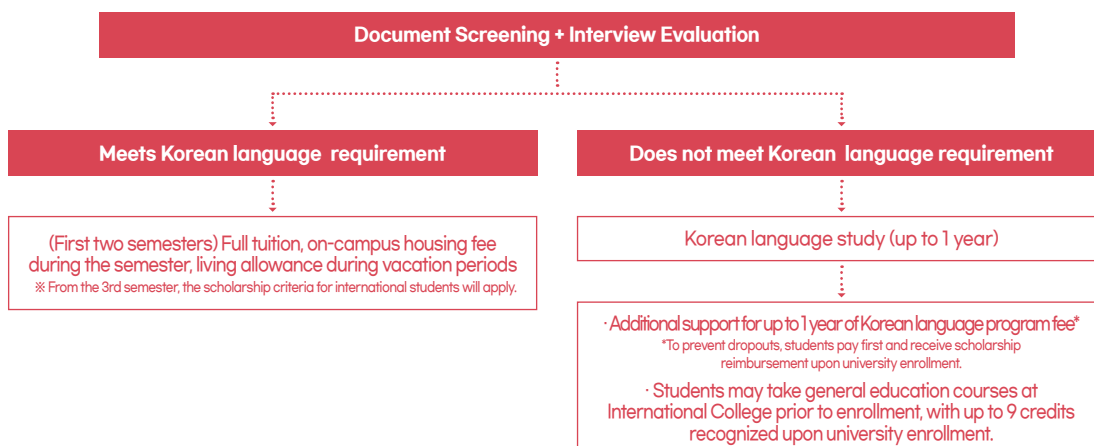 Document Screening + Interview Evaluation
Meets Korean language requirement
Does not meet Korean language requirement
(First two semesters) Full tuition, on-campus housing fee
during the semester, living allowance during vacation periods
※ From the 3rd semester, the scholarship criteria for international students will apply.
Korean language study (up to 1 year)
· Additional support for up to 1 year of Korean language program fee*
*To prevent dropouts, students pay first and receive scholarship
reimbursement upon university enrollment.
· Students may take general education courses at
International College prior to enrollment, with up to 9 credits
recognized upon university enrollment.